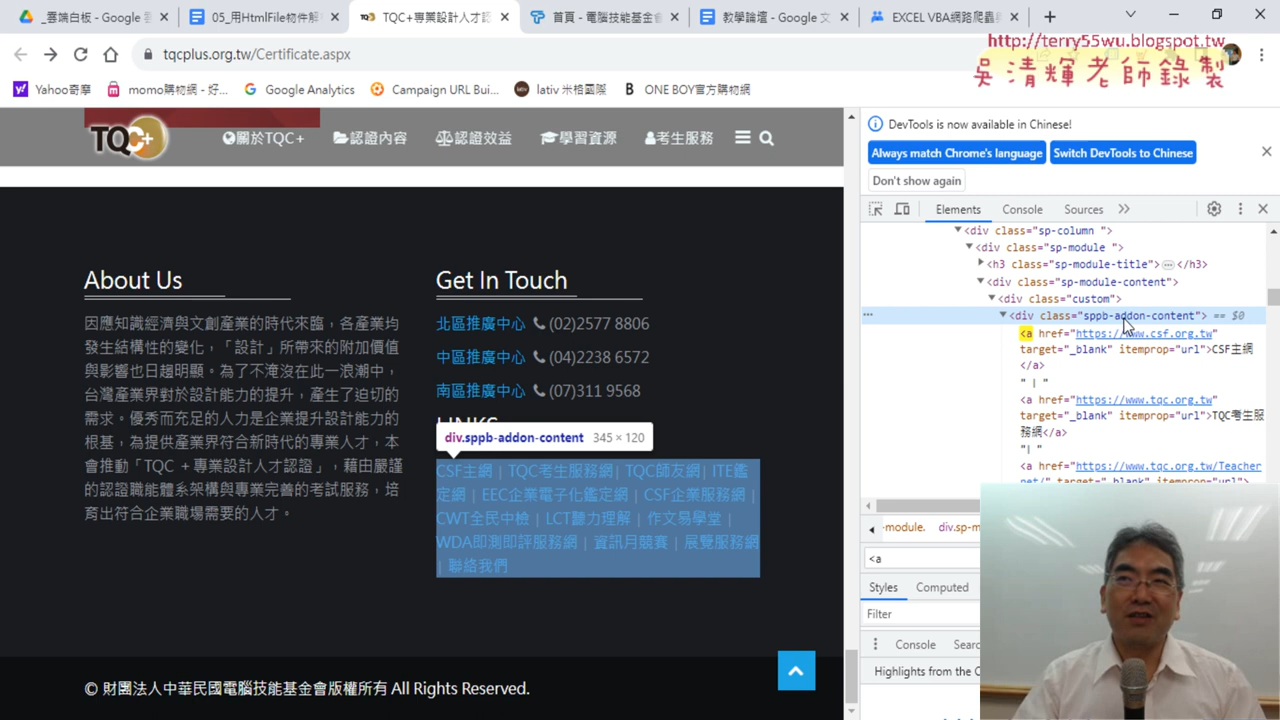 _雲端白板 - Google 雲
05_用HtmlFile物件解
TQC+專業設計人才認
首頁 - 電腦技能基金會
教學論壇 - Google 文
EXCEL VBA網路爬蟲
http://terry55wu.blogspot.tw
吳清輝老師錄製
tqcplus.org.tw/Certificate.aspx
Yahoo奇摩
momo購物網 - 好...
Google Analytics
Campaign URL Bui...
lativ 米格國際
ONE BOY官方購物網
TQC+
關於TQC+
認證內容
認證效益
學習資源
考生服務
About Us
因應知識經濟與文創產業的時代來臨，各產業均
發生結構性的變化，「設計」所帶來的附加價值
與影響也日趨明顯。為了不淹沒在此一浪潮中，
台灣產業界對於設計能力的提升，產生了迫切的
需求。優秀而充足的人力是企業提升設計能力的
根基，為提供產業界符合新時代的專業人才，本
會推動「TQC ＋專業設計人才認證」，藉由嚴謹
的認證職能體系架構與專業完善的考試服務，培
育出符合企業職場需要的人才。
Get In Touch
北區推廣中心 (02)2577 8806
中區推廣中心 (04)2238 6572
南區推廣中心 (07)311 9568
LINKS
div.sppb-addon-content 345 × 120
CSF主網 | TQC考生服務網| TQC師友網| ITE鑑
定網 | EEC企業電子化鑑定網 | CSF企業服務網 |
CWT全民中檢 | LCT聽力理解 | 作文易學堂 |
WDA即測即評服務網 | 資訊月競賽 | 展覽服務網
| 聯絡我們
© 財團法人中華民國電腦技能基金會版權所有 All Rights Reserved.
DevTools is now available in Chinese!
Always match Chrome's language
Switch DevTools to Chinese
Don't show again
Elements
Console
Sources
<div class="sp-column ">
<div class="sp-module ">
<h3 class="sp-module-title">…</h3>
<div class="sp-module-content">
<div class="custom">
<div class="sppb-addon-content"> == $0
<a href="https://www.csf.org.tw"
target="_blank" itemprop="url">CSF主網
</a>
" | "
<a href="https://www.tqc.org.tw"
target="_blank" itemprop="url">TQC考生服
務網</a>
"| "
<a href="https://www.tqc.org.tw/Teacher
net/" target="_blank" itemprop="url">
-module.
div.sp-m
<a
Styles
Computed
Filter
Console
Highlights from the C